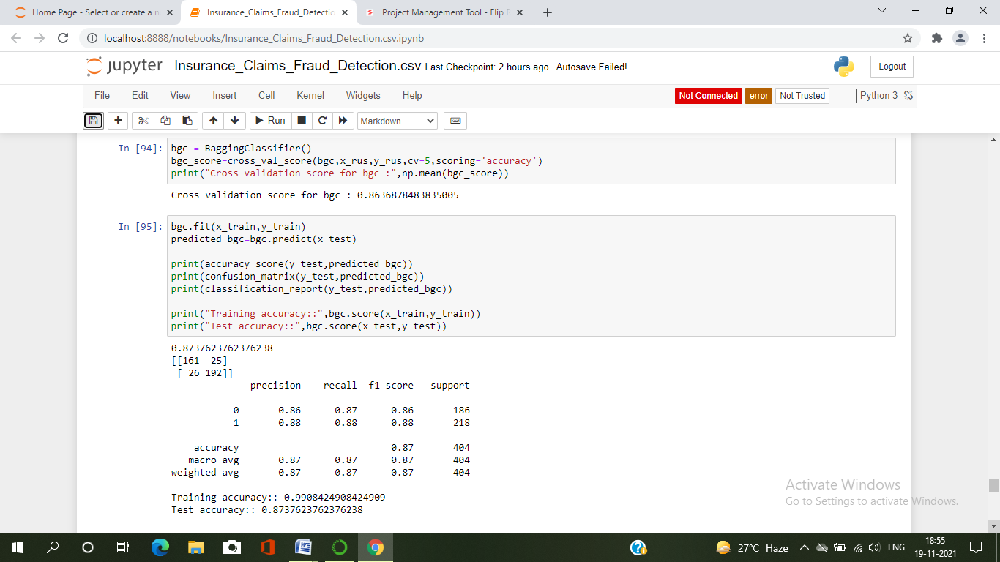 Home Page - Select or create a n
Insurance_Claims_Fraud_Detectio
Project Management Tool - Flip F
localhost:8888/notebooks/Insurance_Claims_Fraud_Detection.csv.ipynb
jupyter Insurance_Claims_Fraud_Detection.csv Last Checkpoint: 2 hours ago Autosave Failed!
Logout
File Edit View Insert Cell Kernel Widgets Help
Not Connected error Not Trusted Python 3
Run Markdown
In [94]: bgc = BaggingClassifier()
bgc_score=cross_val_score(bgc,x_rus,y_rus,cv=5,scoring='accuracy')
print("Cross validation score for bgc :",np.mean(bgc_score))
Cross validation score for bgc : 0.8636878483835005
In [95]: bgc.fit(x_train,y_train)
predicted_bgc=bgc.predict(x_test)
print(accuracy_score(y_test,predicted_bgc))
print(confusion_matrix(y_test,predicted_bgc))
print(classification_report(y_test,predicted_bgc))
print("Training accuracy::",bgc.score(x_train,y_train))
print("Test accuracy::",bgc.score(x_test,y_test))
0.8737623762376238
[[161 25]
[ 26 192]]
precision recall f1-score support
0 0.86 0.87 0.86 186
1 0.88 0.88 0.88 218
accuracy 0.87 404
macro avg 0.87 0.87 0.87 404
weighted avg 0.87 0.87 0.87 404
Training accuracy:: 0.9908424908424909
Test accuracy:: 0.8737623762376238
Activate Windows
Go to Settings to activate Windows.
27°C Haze
ENG
18:55
19-11-2021